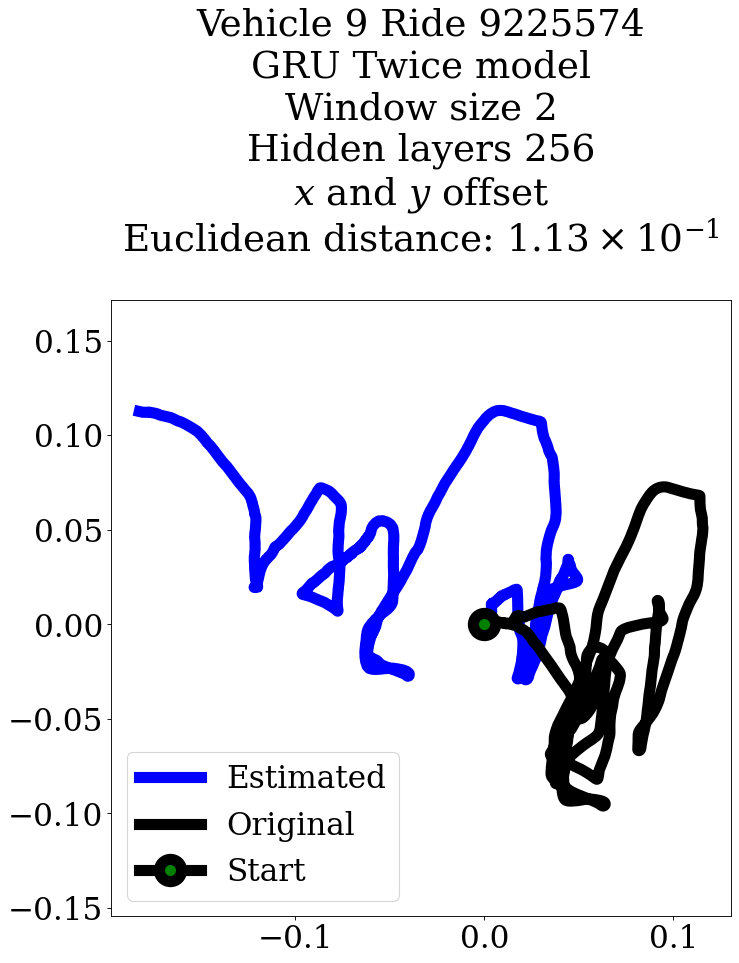 Vehicle 9 Ride 9225574
GRU Twice model
Window size 2
Hidden layers 256
x and y offset
Euclidean distance: 1.13 × 10⁻¹
0.15
0.10
0.05
0.00
−0.05
−0.10
−0.15
Estimated
Original
Start
−0.1
0.0
0.1